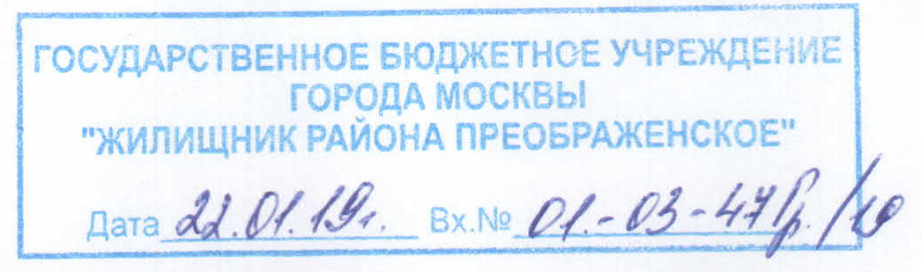 ГОСУДАРСТВЕННОЕ БЮДЖЕТНОЕ УЧРЕЖДЕНИЕ
ГОРОДА МОСКВЫ
"ЖИЛИЩНИК РАЙОНА ПРЕОБРАЖЕНСКОЕ"
Дата 22.01.19г. Вх.№ 01.-03-47